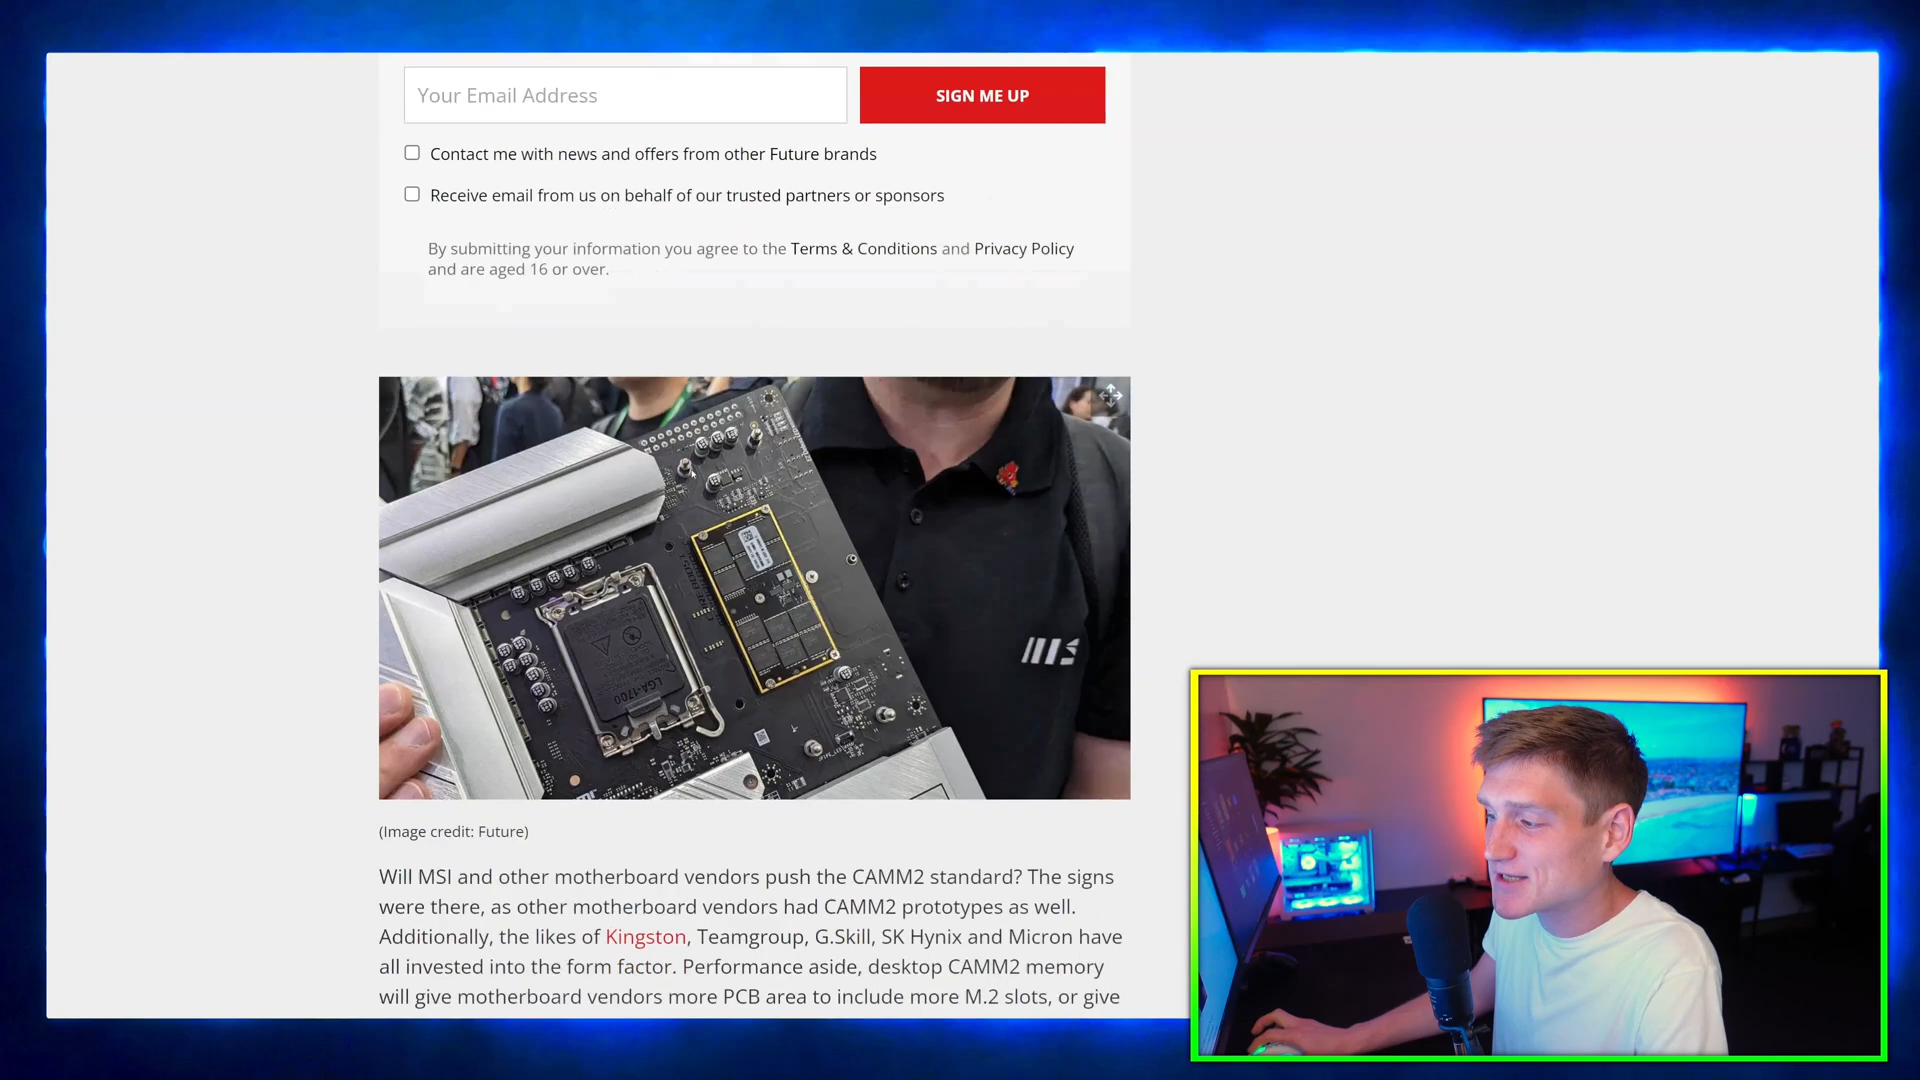 Your Email Address
SIGN ME UP
Contact me with news and offers from other Future brands
Receive email from us on behalf of our trusted partners or sponsors
By submitting your information you agree to the Terms & Conditions and Privacy Policy
and are aged 16 or over.
LGA-1700
(Image credit: Future)
Will MSI and other motherboard vendors push the CAMM2 standard? The signs
were there, as other motherboard vendors had CAMM2 prototypes as well.
Additionally, the likes of Kingston, Teamgroup, G.Skill, SK Hynix and Micron have
all invested into the form factor. Performance aside, desktop CAMM2 memory
will give motherboard vendors more PCB area to include more M.2 slots, or give